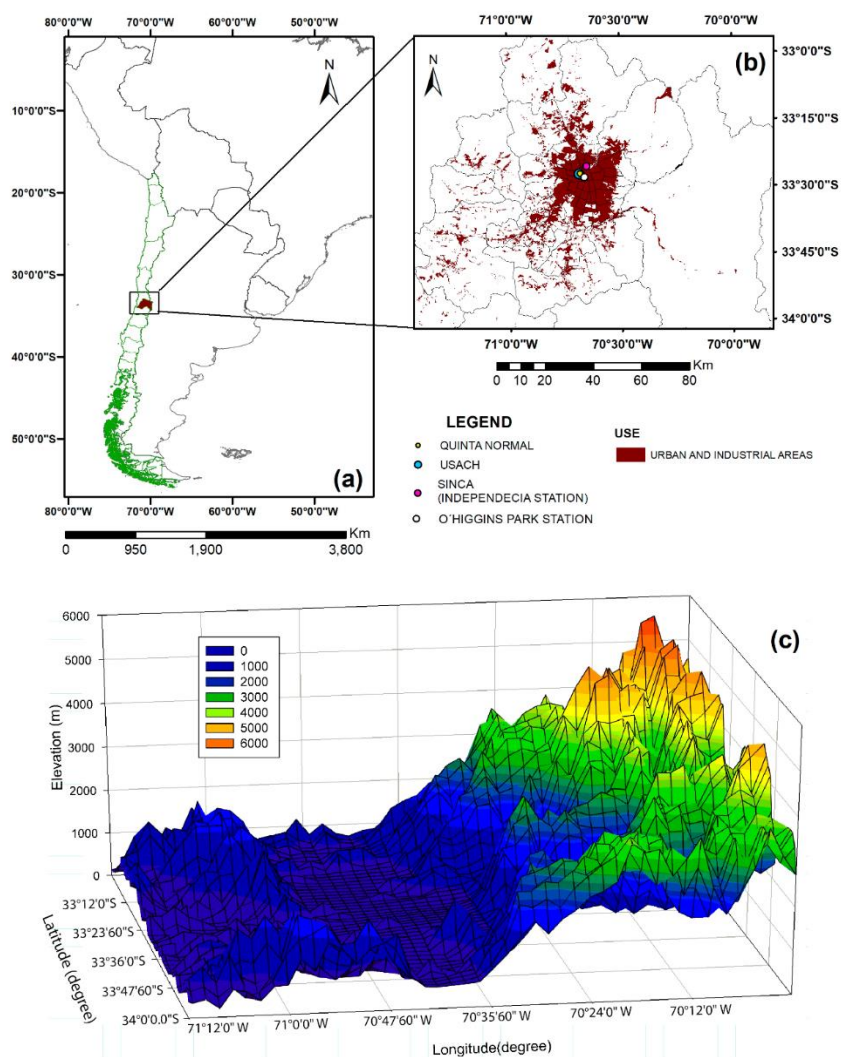 80°0'0"W 70°0'0"W 60°0'0"W 50°0'0"W
71°0'0"W 70°30'0"W 70°0'0"W
N
(b)
33°0'0"S
N
10°0'0"S
33°15'0"S
20°0'0"S
33°30'0"S
30°0'0"S
33°45'0"S
34°0'0"S
40°0'0"S
71°0'0"W 70°30'0"W 70°0'0"W
Km
0 10 20 40 60 80
50°0'0"S
(a)
80°0'0"W 70°0'0"W 60°0'0"W 50°0'0"W
Km
0 950 1,900 3,800
LEGEND
QUINTA NORMAL
USACH
SINCA
(INDEPENDECIA STATION)
O´HIGGINS PARK STATION
USE
URBAN AND INDUSTRIAL AREAS
(c)
6000
5000
4000
3000
2000
1000
0
Elevation (m)
0
1000
2000
3000
4000
5000
6000
33°12'0"S
33°23'60"S
33°36'0"S
33°47'60"S
34°0'0.0"S
Latitude (degree)
71°12'0"W 71°0'0" W 70°47'60 W 70°35'60" W 70°24'0" W 70°12'0" W
Longitude(degree)